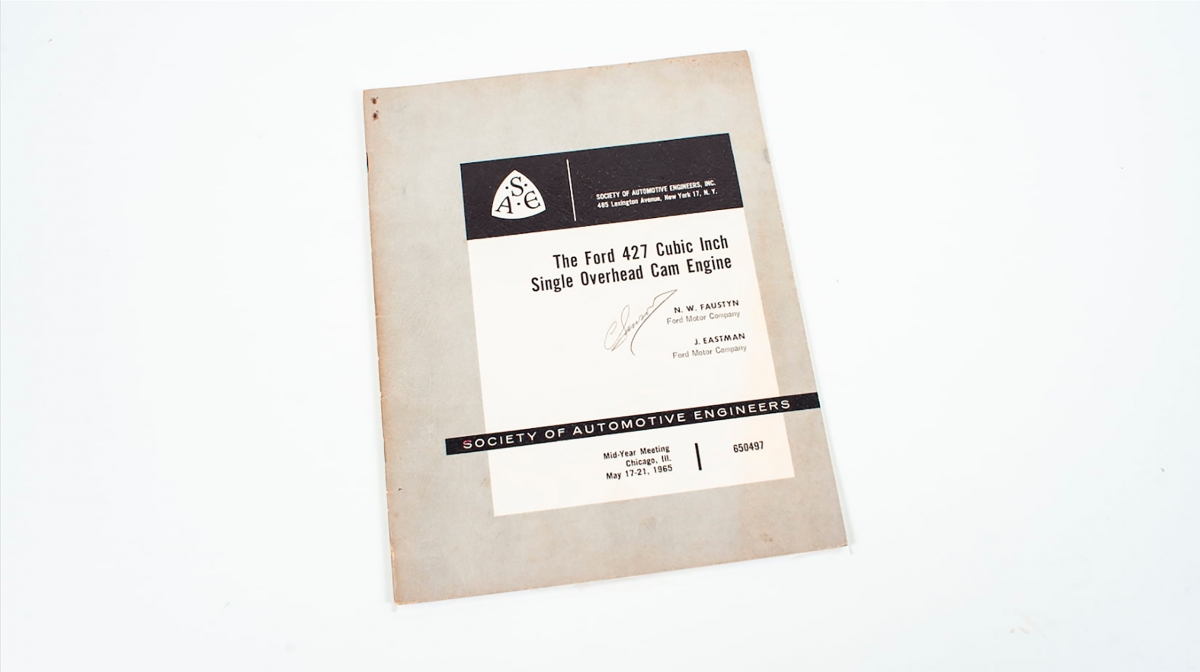 S·A·E
SOCIETY OF AUTOMOTIVE ENGINEERS, INC.
485 Lexington Avenue, New York 17, N. Y.
The Ford 427 Cubic Inch
Single Overhead Cam Engine
N. W. FAUSTYN
Ford Motor Company
J. EASTMAN
Ford Motor Company
SOCIETY OF AUTOMOTIVE ENGINEERS
Mid-Year Meeting
Chicago, Ill.
May 17-21, 1965
650497